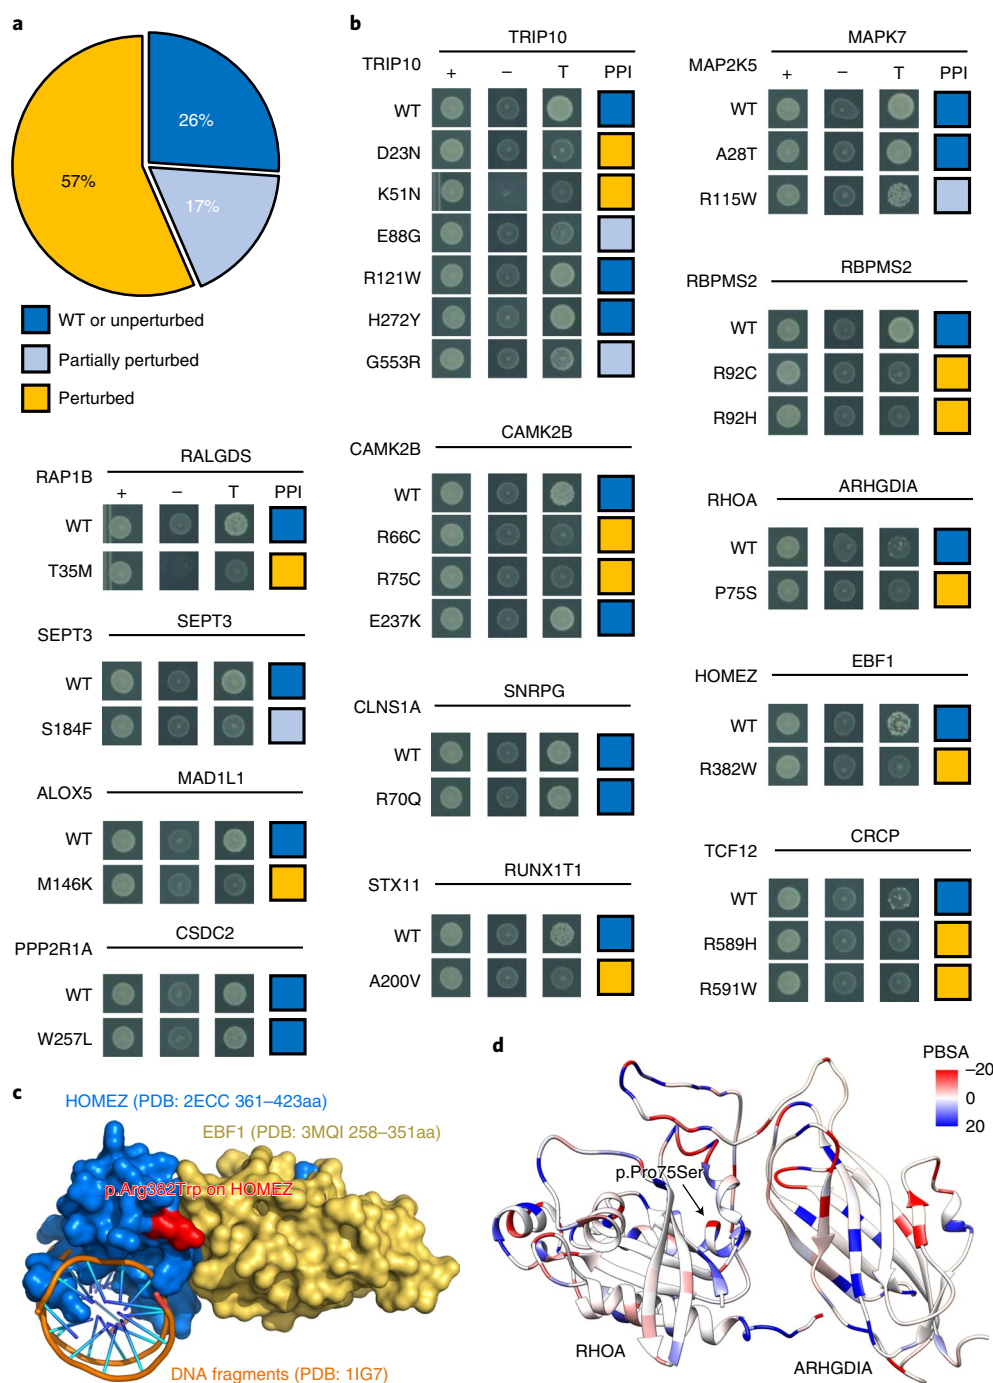 a
26%
57%
17%
WT or unperturbed
Partially perturbed
Perturbed
b
TRIP10
TRIP10
+ − T PPI
WT
D23N
K51N
E88G
R121W
H272Y
G553R
MAPK7
MAP2K5
+ − T PPI
WT
A28T
R115W
RBPMS2
RBPMS2
WT
R92C
R92H
RALGDS
RAP1B
+ − T PPI
WT
T35M
SEPT3
SEPT3
WT
S184F
MAD1L1
ALOX5
WT
M146K
CSDC2
PPP2R1A
WT
W257L
CAMK2B
CAMK2B
WT
R66C
R75C
E237K
SNRPG
CLNS1A
WT
R70Q
RUNX1T1
STX11
WT
A200V
ARHGDIA
RHOA
WT
P75S
EBF1
HOMEZ
WT
R382W
CRCP
TCF12
WT
R589H
R591W
c
HOMEZ (PDB: 2ECC 361–423aa)
EBF1 (PDB: 3MQI 258–351aa)
p.Arg382Trp on HOMEZ
DNA fragments (PDB: 1IG7)
d
PBSA
−20
0
20
p.Pro75Ser
RHOA
ARHGDIA